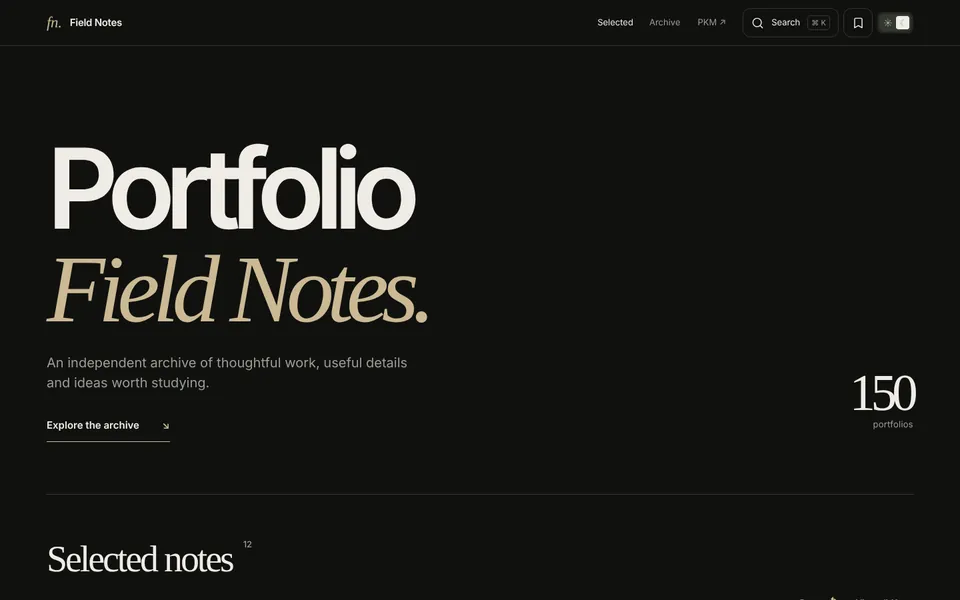 fn. Field Notes
Selected Archive PKM ↗ Search ⌘ K
Portfolio
Field Notes.
An independent archive of thoughtful work, useful details
and ideas worth studying.
150
portfolios
Explore the archive ↘
Selected notes 12